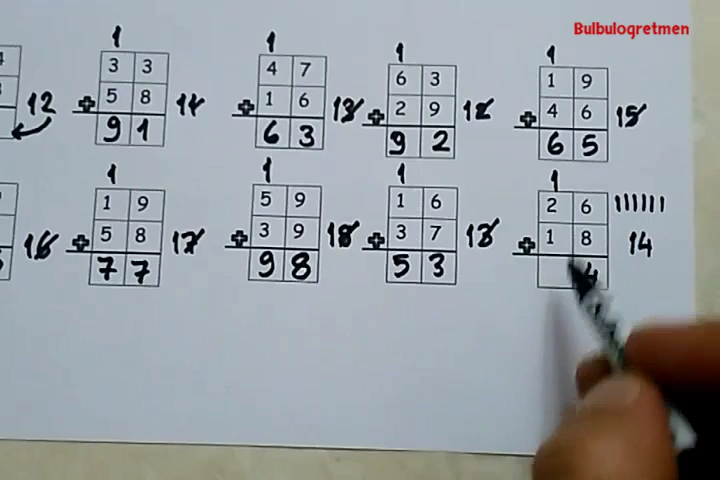 Bulbulogretmen
1 1 1 1
3 3 4 7 6 3 1 9
12 + 5 8 11 + 1 6 13 + 2 9 12 + 4 6 15
9 1 6 3 9 2 6 5
1 1 1 1
1 9 5 9 1 6 2 6
16 + 5 8 17 + 3 9 18 + 3 7 13 + 1 8 14
7 7 9 8 5 3 4